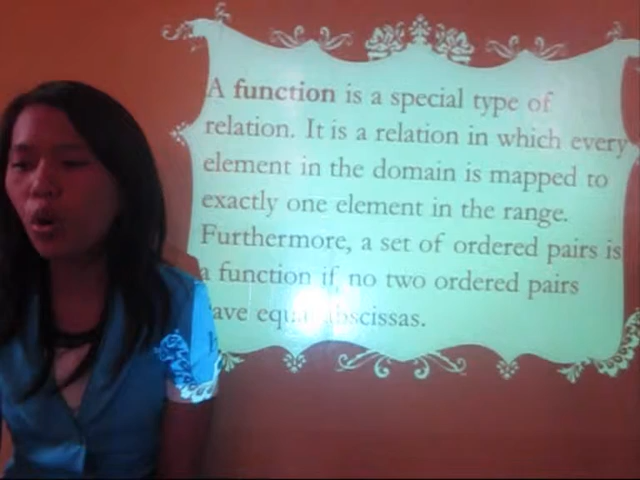 A function is a special type of
relation. It is a relation in which every
element in the domain is mapped to
exactly one element in the range.
Furthermore, a set of ordered pairs is
a function if no two ordered pairs
have equal abscissas.